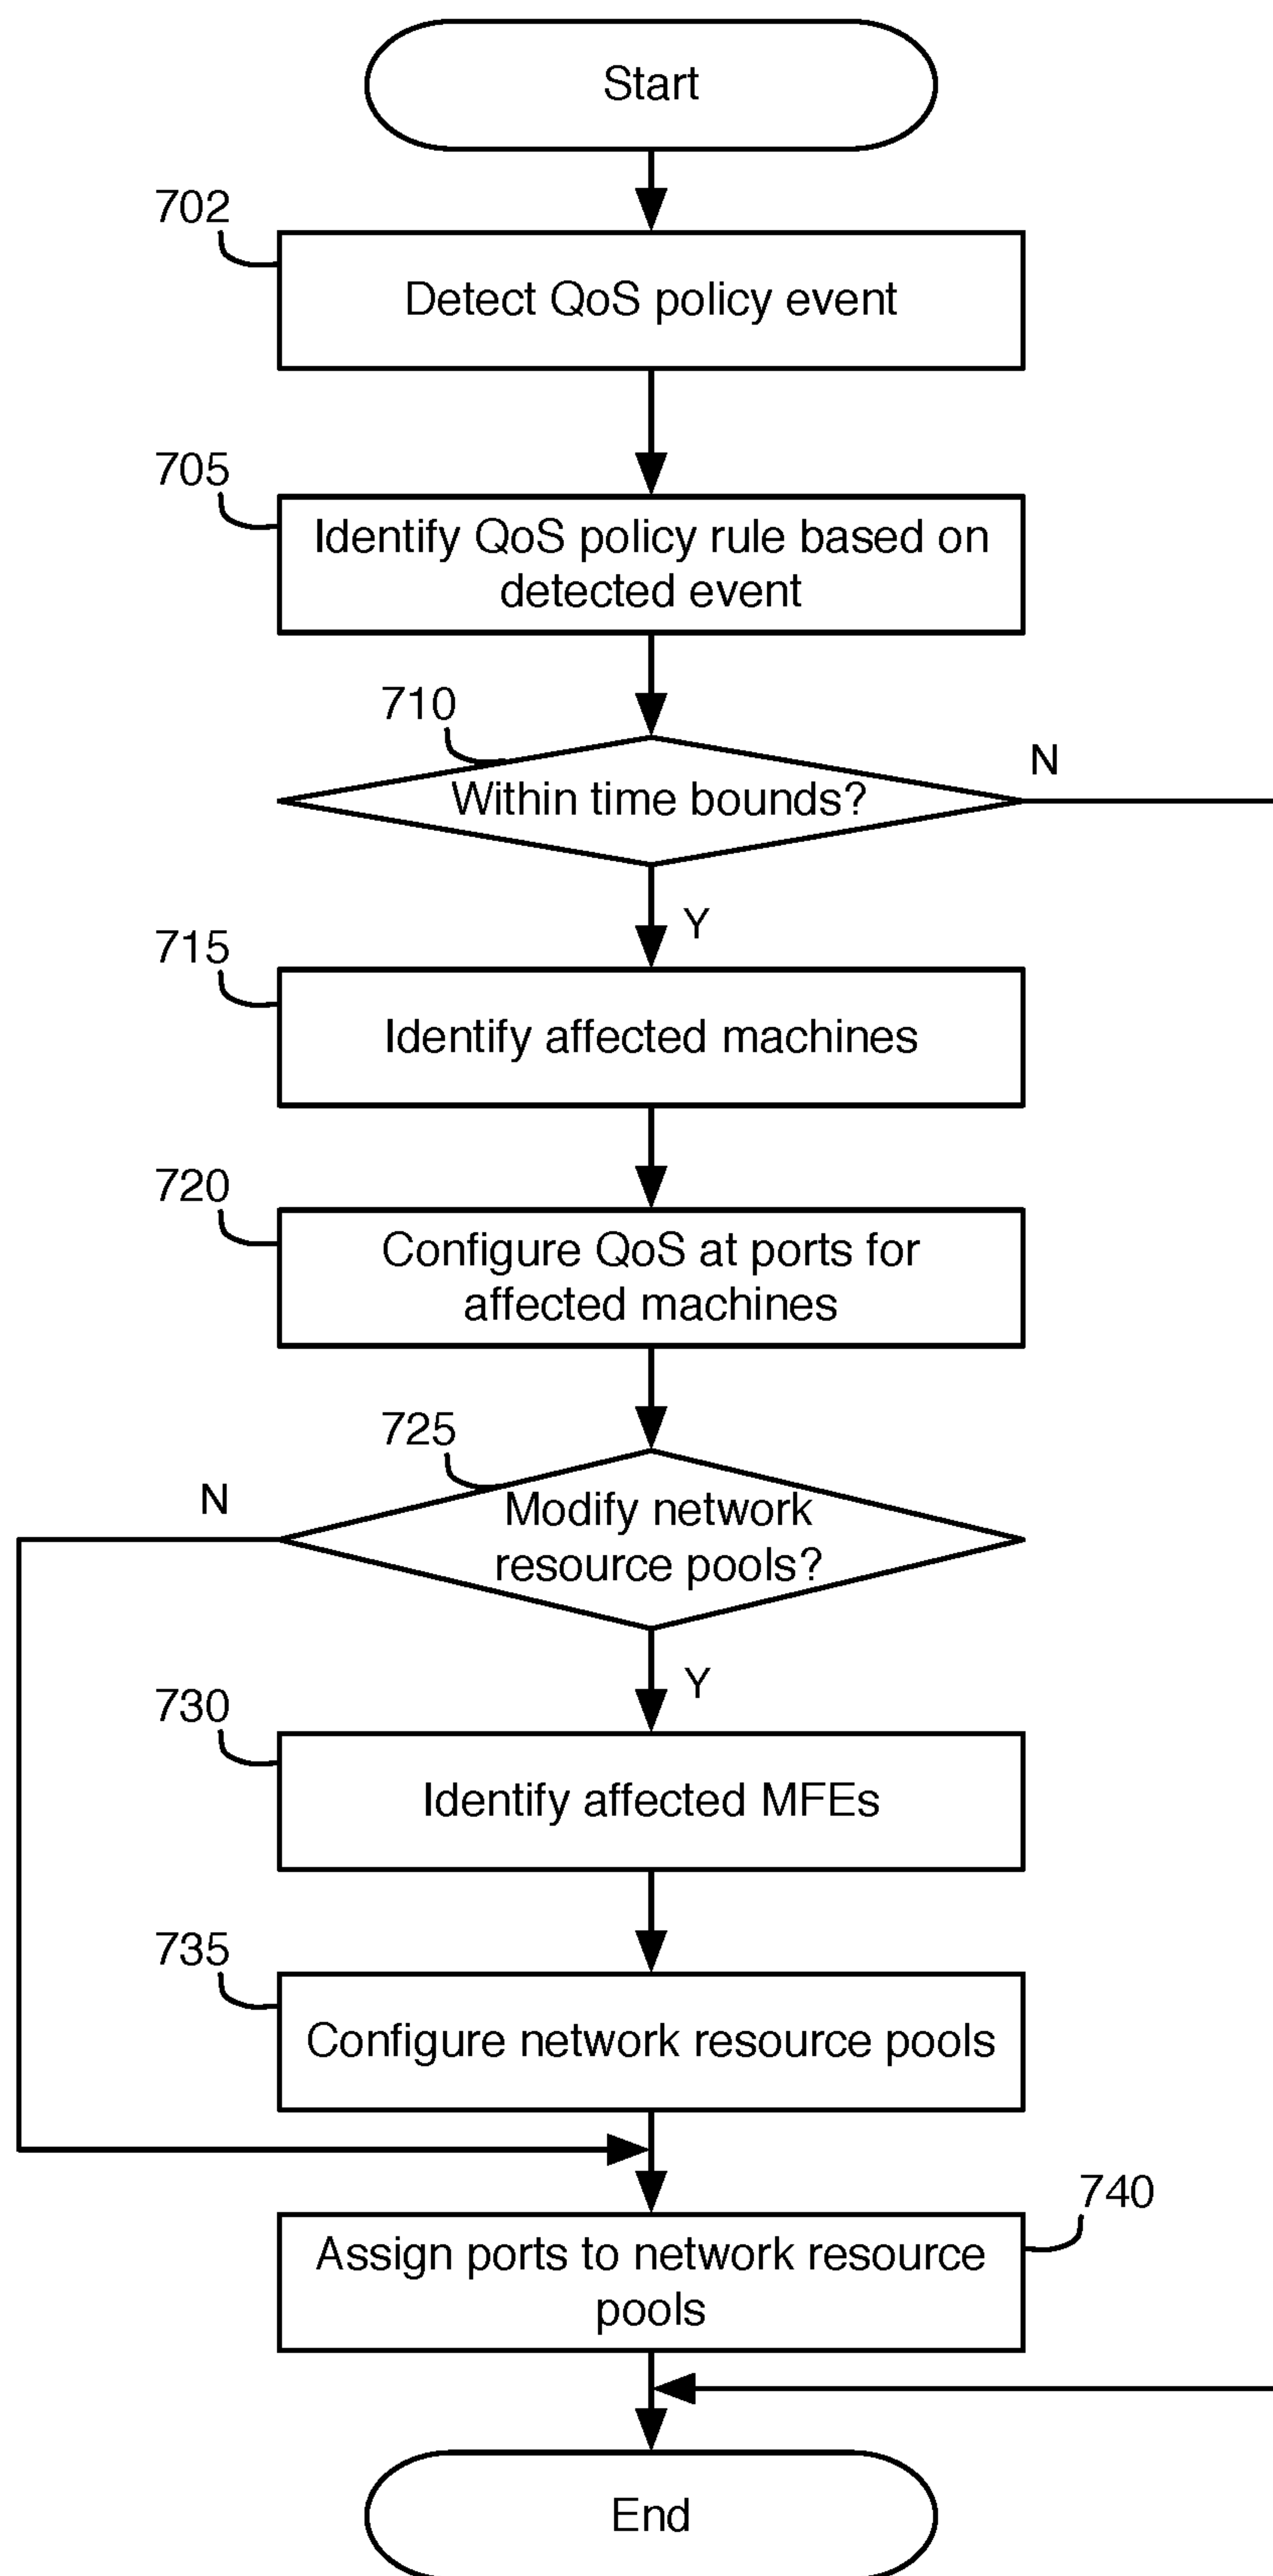 Start
702
Detect QoS policy event
705
Identify QoS policy rule based on
detected event
710
Within time bounds?
N
Y
715
Identify affected machines
720
Configure QoS at ports for
affected machines
725
Modify network
resource pools?
N
Y
730
Identify affected MFEs
735
Configure network resource pools
740
Assign ports to network resource
pools
End